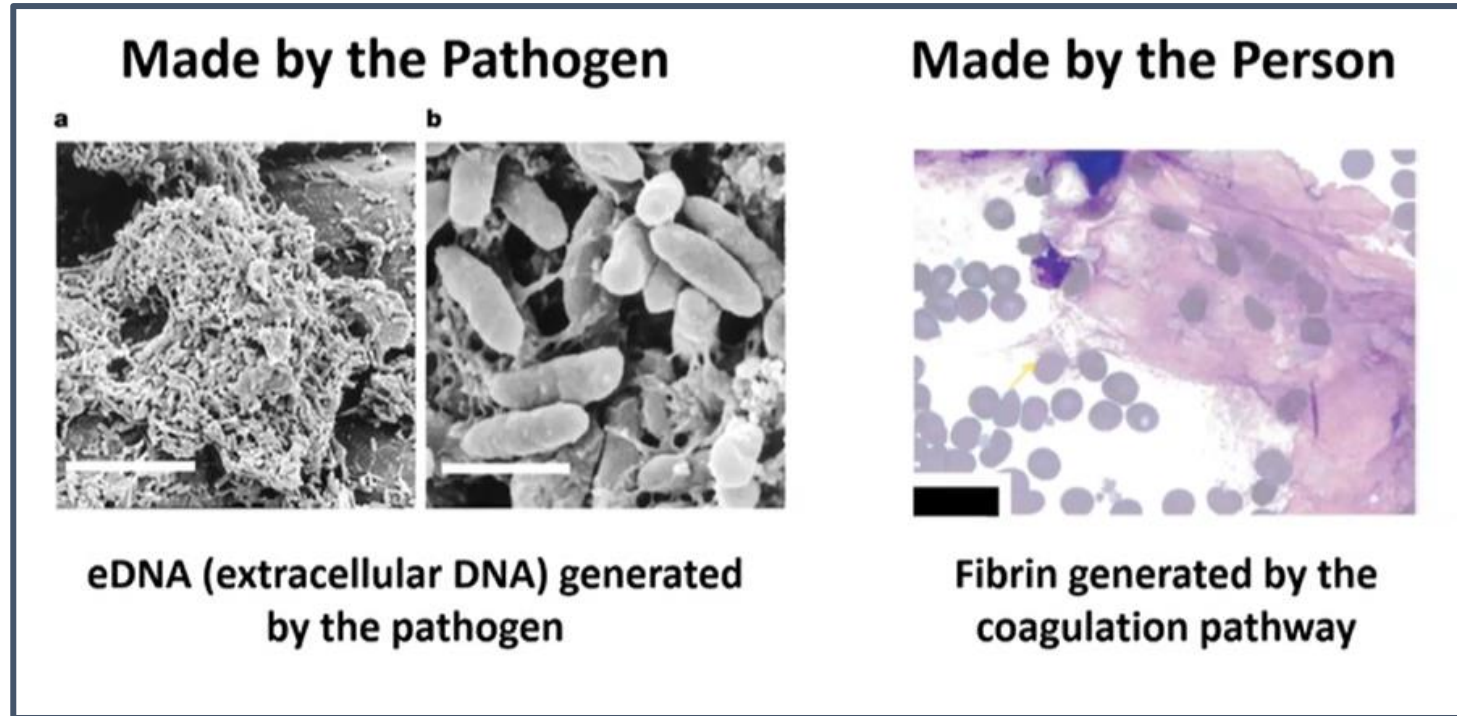 Made by the Pathogen
a
b
eDNA (extracellular DNA) generated
by the pathogen
Made by the Person
Fibrin generated by the
coagulation pathway